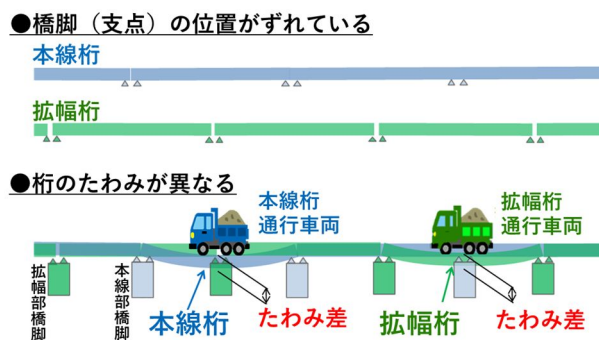 ●橋脚（支点）の位置がずれている
本線桁
拡幅桁
●桁のたわみが異なる
本線桁
通行車両
拡幅桁
通行車両
拡幅部橋脚
本線部橋脚
本線桁
たわみ差
拡幅桁
たわみ差